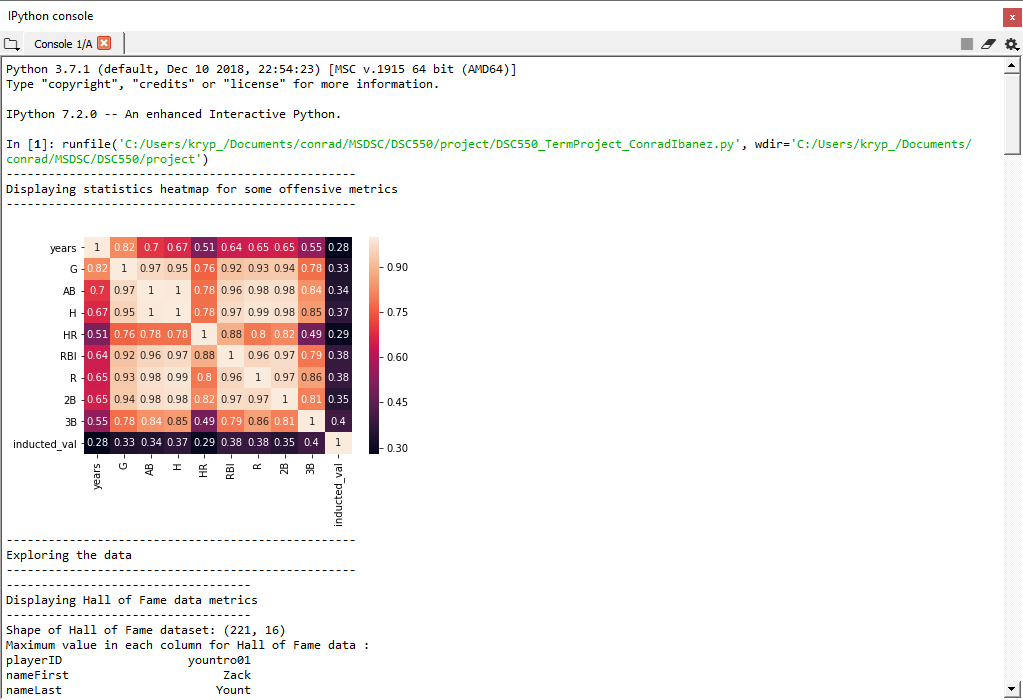 IPython console
x
Console 1/A
Python 3.7.1 (default, Dec 10 2018, 22:54:23) [MSC v.1915 64 bit (AMD64)]
Type "copyright", "credits" or "license" for more information.
IPython 7.2.0 -- An enhanced Interactive Python.
In [1]: runfile('C:/Users/kryp_/Documents/conrad/MSDSC/DSC550/project/DSC550_TermProject_ConradIbanez.py', wdir='C:/Users/kryp_/Documents/
conrad/MSDSC/DSC550/project')
--------------------------------------------------
Displaying statistics heatmap for some offensive metrics
--------------------------------------------------
years 1 0.82 0.7 0.67 0.51 0.64 0.65 0.65 0.55 0.28
G 0.82 1 0.97 0.95 0.76 0.92 0.93 0.94 0.78 0.33
AB 0.7 0.97 1 1 0.78 0.96 0.98 0.98 0.84 0.34
H 0.67 0.95 1 1 0.78 0.97 0.99 0.98 0.85 0.37
HR 0.51 0.76 0.78 0.78 1 0.88 0.8 0.82 0.49 0.29
RBI 0.64 0.92 0.96 0.97 0.88 1 0.96 0.97 0.79 0.38
R 0.65 0.93 0.98 0.99 0.8 0.96 1 0.97 0.86 0.38
2B 0.65 0.94 0.98 0.98 0.82 0.97 0.97 1 0.81 0.35
3B 0.55 0.78 0.84 0.85 0.49 0.79 0.86 0.81 1 0.4
inducted_val 0.28 0.33 0.34 0.37 0.29 0.38 0.38 0.35 0.4 1
years G AB H HR RBI R 2B 3B inducted_val
0.90
0.75
0.60
0.45
0.30
--------------------------------------------------
Exploring the data
--------------------------------------------------
-----------------------------------
Displaying Hall of Fame data metrics
-----------------------------------
Shape of Hall of Fame dataset: (221, 16)
Maximum value in each column for Hall of Fame data :
playerID yountro01
nameFirst Zack
nameLast Yount